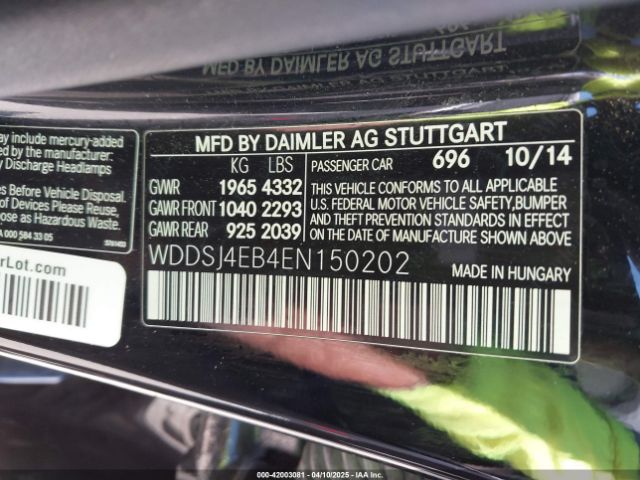 MFD BY DAIMLER AG STUTTGART
MFD BY DAIMLER AG STUTTGART
KG LBS PASSENGER CAR 696 10/14
GVWR 1965 4332
GAWR FRONT 1040 2293
GAWR REAR 925 2039
THIS VEHICLE CONFORMS TO ALL APPLICABLE
U.S. FEDERAL MOTOR VEHICLE SAFETY,BUMPER
AND THEFT PREVENTION STANDARDS IN EFFECT
ON THE DATE OF MANUFACTURE SHOWN ABOVE.
WDDSJ4EB4EN150202 MADE IN HUNGARY
may include mercury-added
Discharge Headlamps
Before Vehicle Disposal.
of Devices Please Reuse,
ose as Hazardous Waste.
A 000 584 33 05
rLot.com
000-42003081 - 04/10/2025 - IAA Inc.